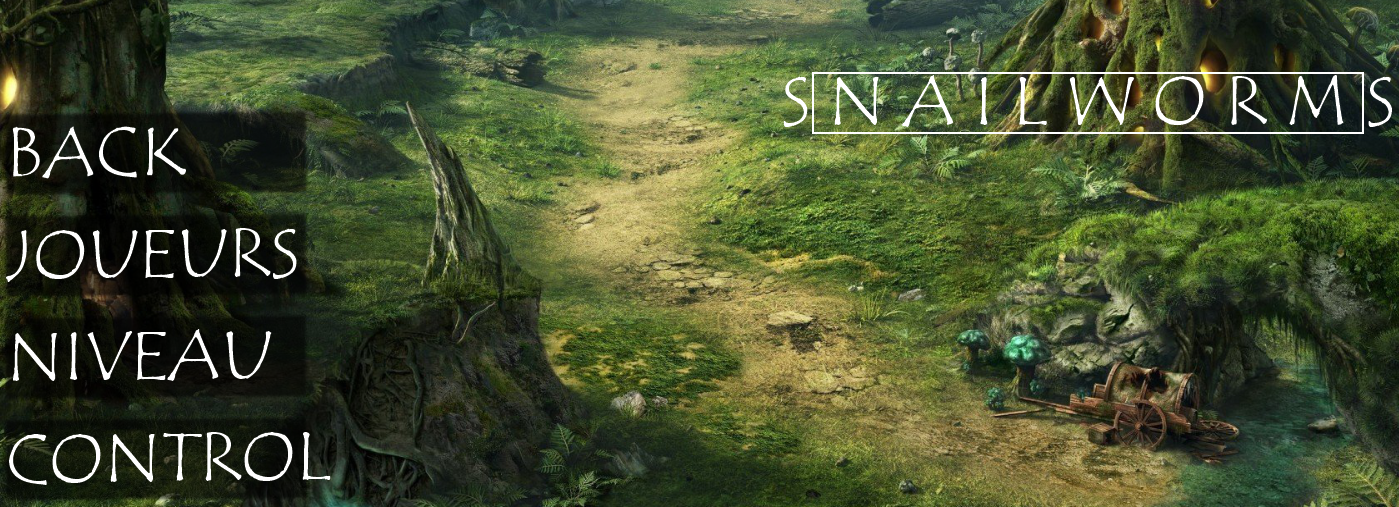 SNAILWORMS
BACK
JOUEURS
NIVEAU
CONTROL